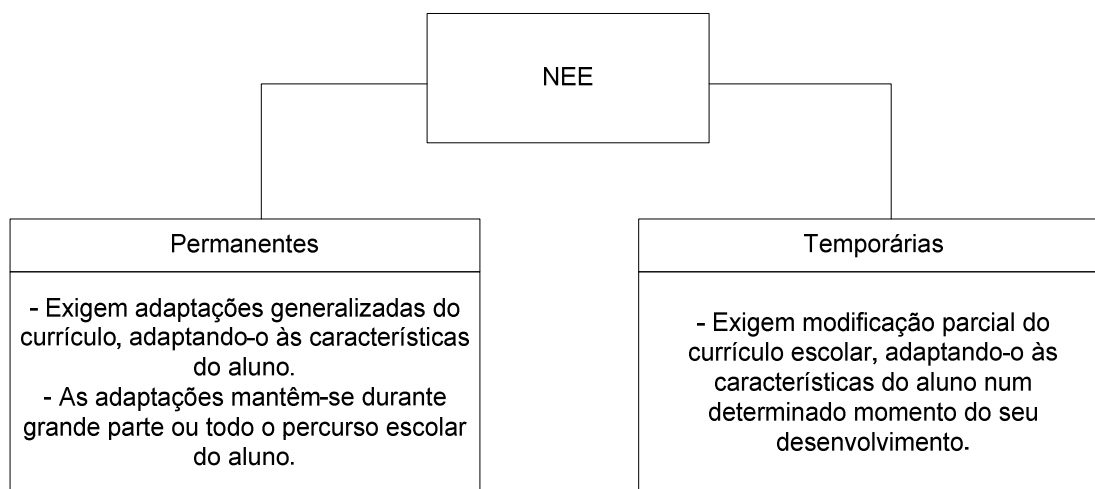 NEE
Permanentes
- Exigem adaptações generalizadas do
currículo, adaptando-o às características
do aluno.
- As adaptações mantêm-se durante
grande parte ou todo o percurso escolar
do aluno.
Temporárias
- Exigem modificação parcial do
currículo escolar, adaptando-o às
características do aluno num
determinado momento do seu
desenvolvimento.